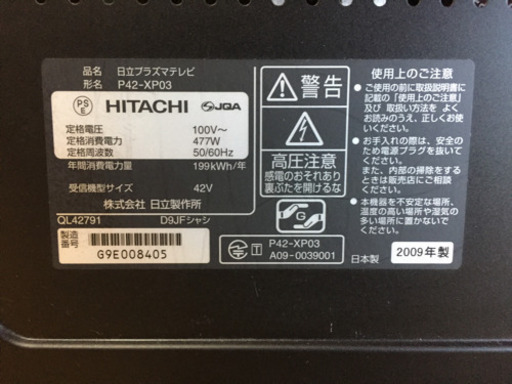 品名 日立プラズマテレビ
形名 P42-XP03
PS
E
HITACHI JQA
定格電圧 100V～
定格消費電力 477W
定格周波数 50/60Hz
年間消費電力量 199kWh/年
受信機型サイズ 42V
株式会社 日立製作所
QL42791 D9JFシャシ
製造
番号
G9E008405
警告
高圧注意
感電のおそれあり
裏ぶたを開けるな
G
T P42-XP03
A09-0039001
使用上のご注意
●ご使用の前に取扱説明書に
記載の「使用上のご注意」
及び 取扱い方法を よく
お読みのうえ、正しくお使
いください。
●お手入れの際は、安全のた
め電源プラグを抜いてくだ
さい。
また、内部の掃除をすると
きは販売店にご相談くだ
さい。
●本機器を不安定な場所、
温度の高い場所や湿気の
多い場所に置かないでく
ださい。
日本製 2009年製